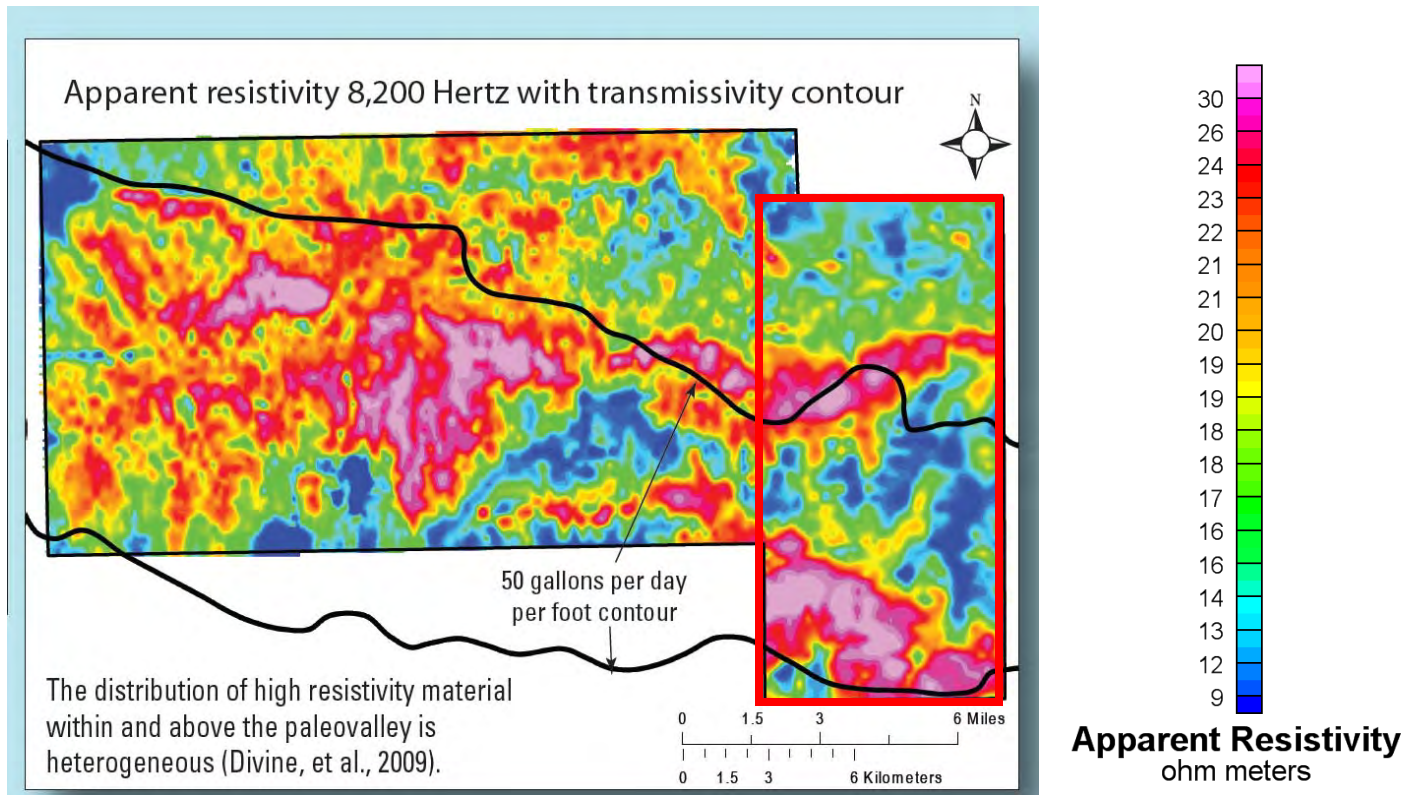 Apparent resistivity 8,200 Hertz with transmissivity contour
N
50 gallons per day
per foot contour
The distribution of high resistivity material
within and above the paleovalley is
heterogeneous (Divine, et al., 2009).
0 1.5 3 6 Miles
0 1.5 3 6 Kilometers
30
26
24
23
22
21
21
20
19
19
18
18
17
16
16
14
13
12
9
Apparent Resistivity
ohm meters